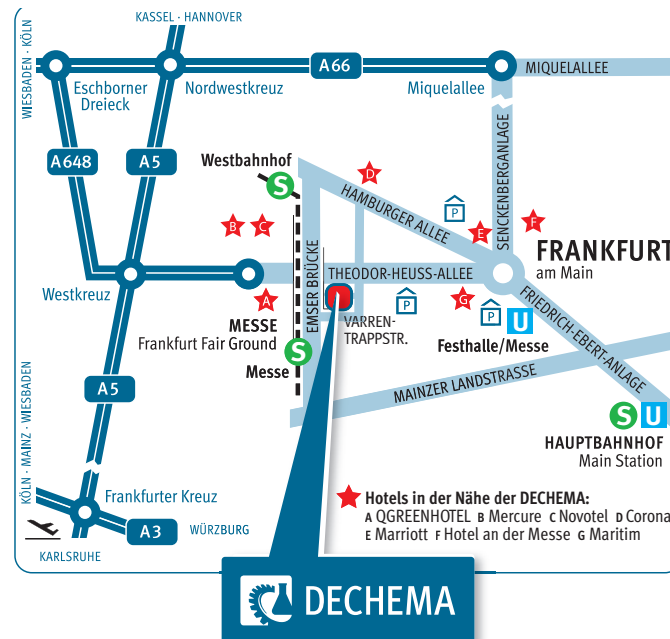 KASSEL - HANNOVER
WIESBADEN · KÖLN
A66
MIQUELALLEE
Eschborner
Dreieck
Nordwestkreuz
Miquelallee
A648
A5
SENCKENBERGANLAGE
Westbahnhof
S
D
HAMBURGER ALLEE
P
B
C
E
F
FRANKFURT
am Main
THEODOR-HEUSS-ALLEE
Westkreuz
A
EMSER BRÜCKE
P
G
P
U
FRIEDRICH-EBERT-ANLAGE
MESSE
Frankfurt Fair Ground
VARREN-
TRAPPSTR.
Festhalle/Messe
S
Messe
MAINZER LANDSTRASSE
A5
KÖLN · MAINZ · WIESBADEN
S
U
HAUPTBAHNHOF
Main Station
Frankfurter Kreuz
A3
WÜRZBURG
KARLSRUHE
Hotels in der Nähe der DECHEMA:
A QGREENHOTEL B Mercure C Novotel D Corona
E Marriott F Hotel an der Messe G Maritim
DECHEMA